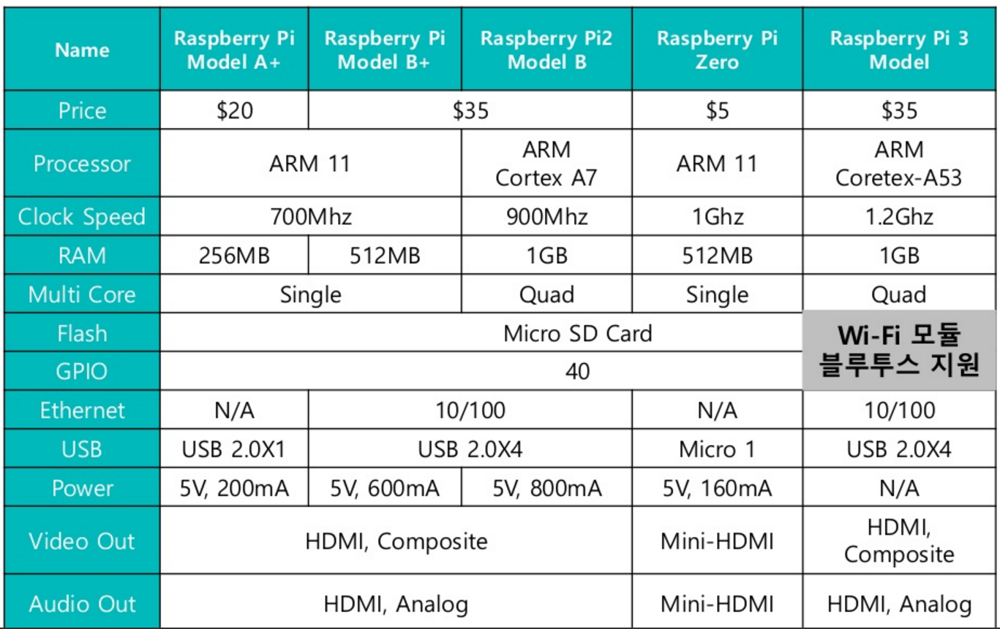 Name
Raspberry Pi
Model A+
Raspberry Pi
Model B+
Raspberry Pi2
Model B
Raspberry Pi
Zero
Raspberry Pi 3
Model
Price
$20
$35
$5
$35
Processor
ARM 11
ARM
Cortex A7
ARM 11
ARM
Coretex-A53
Clock Speed
700Mhz
900Mhz
1Ghz
1.2Ghz
RAM
256MB
512MB
1GB
512MB
1GB
Multi Core
Single
Quad
Single
Quad
Flash
Micro SD Card
Wi-Fi 모듈
블루투스 지원
GPIO
40
Ethernet
N/A
10/100
N/A
10/100
USB
USB 2.0X1
USB 2.0X4
Micro 1
USB 2.0X4
Power
5V, 200mA
5V, 600mA
5V, 800mA
5V, 160mA
N/A
Video Out
HDMI, Composite
Mini-HDMI
HDMI,
Composite
Audio Out
HDMI, Analog
Mini-HDMI
HDMI, Analog